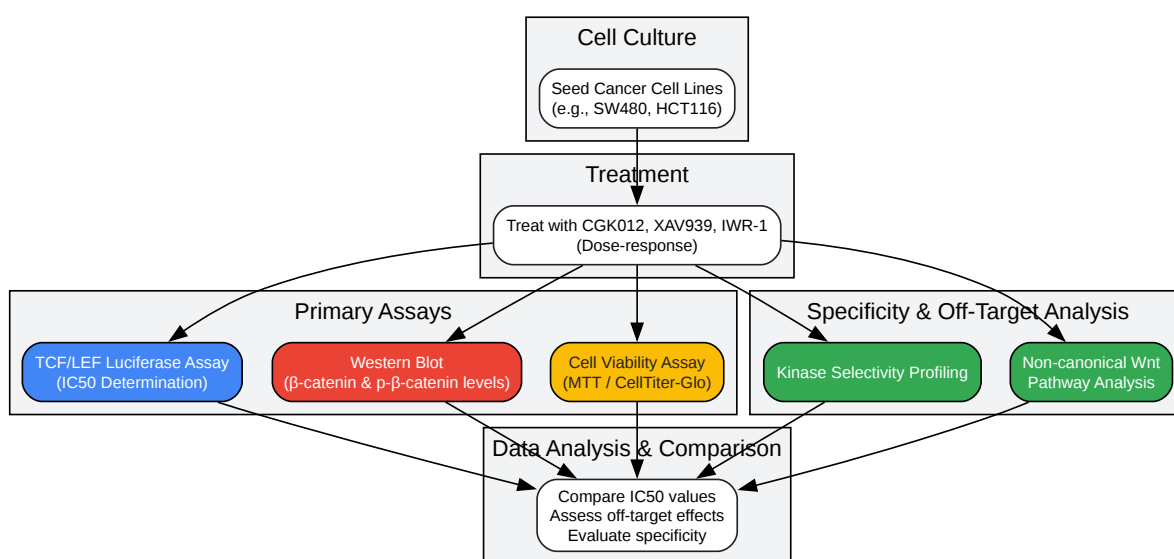 Cell Culture
Seed Cancer Cell Lines
(e.g., SW480, HCT116)
Treatment
Treat with CGK012, XAV939, IWR-1
(Dose-response)
Primary Assays
TCF/LEF Luciferase Assay
(IC50 Determination)
Western Blot
(β-catenin & p-β-catenin levels)
Cell Viability Assay
(MTT / CellTiter-Glo)
Specificity & Off-Target Analysis
Kinase Selectivity Profiling
Non-canonical Wnt
Pathway Analysis
Data Analysis & Comparison
Compare IC50 values
Assess off-target effects
Evaluate specificity